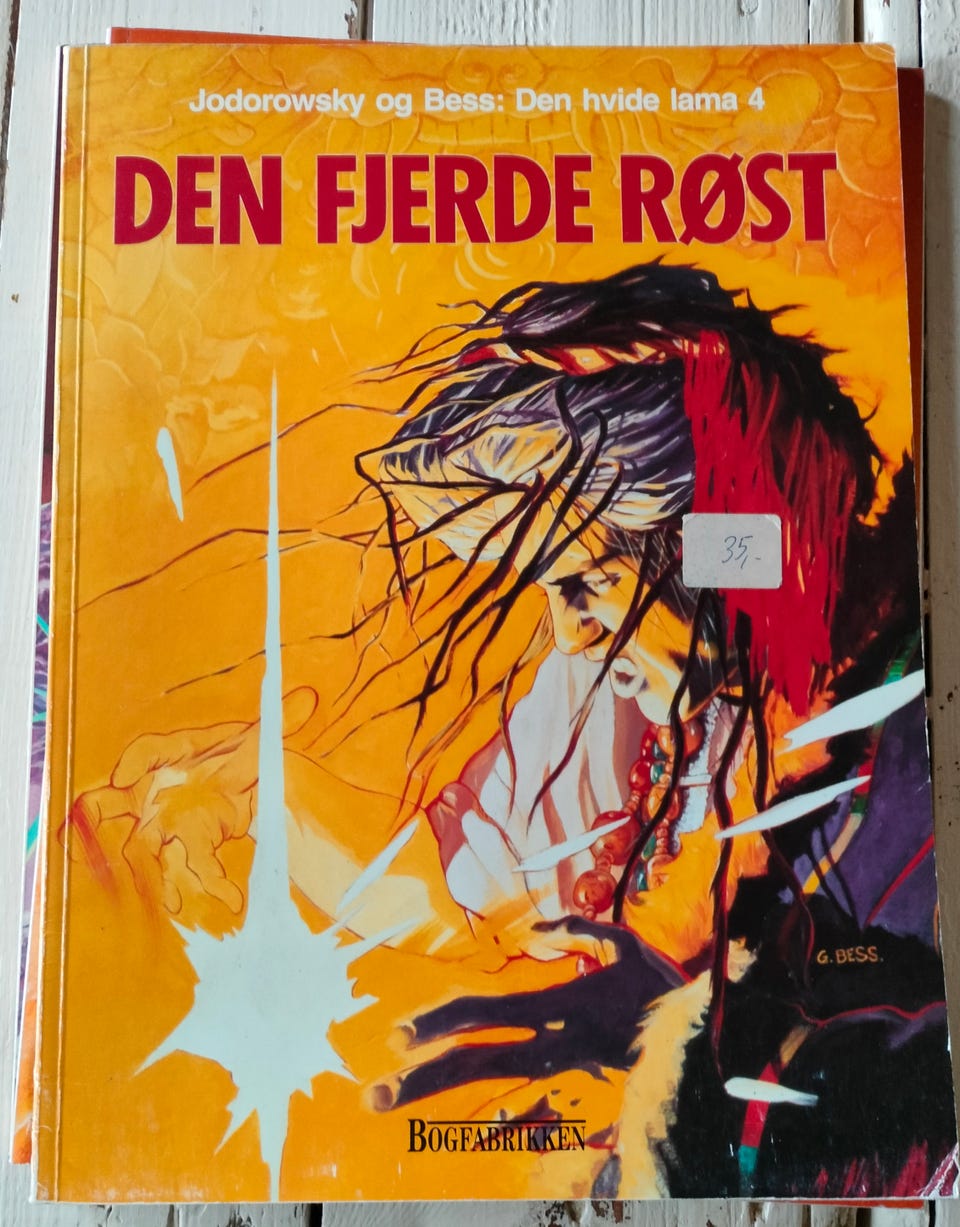 Jodorowsky og Bess: Den hvide lama 4
DEN FJERDE RØST
35,-
G. BESS.
BOGFABRIKKEN